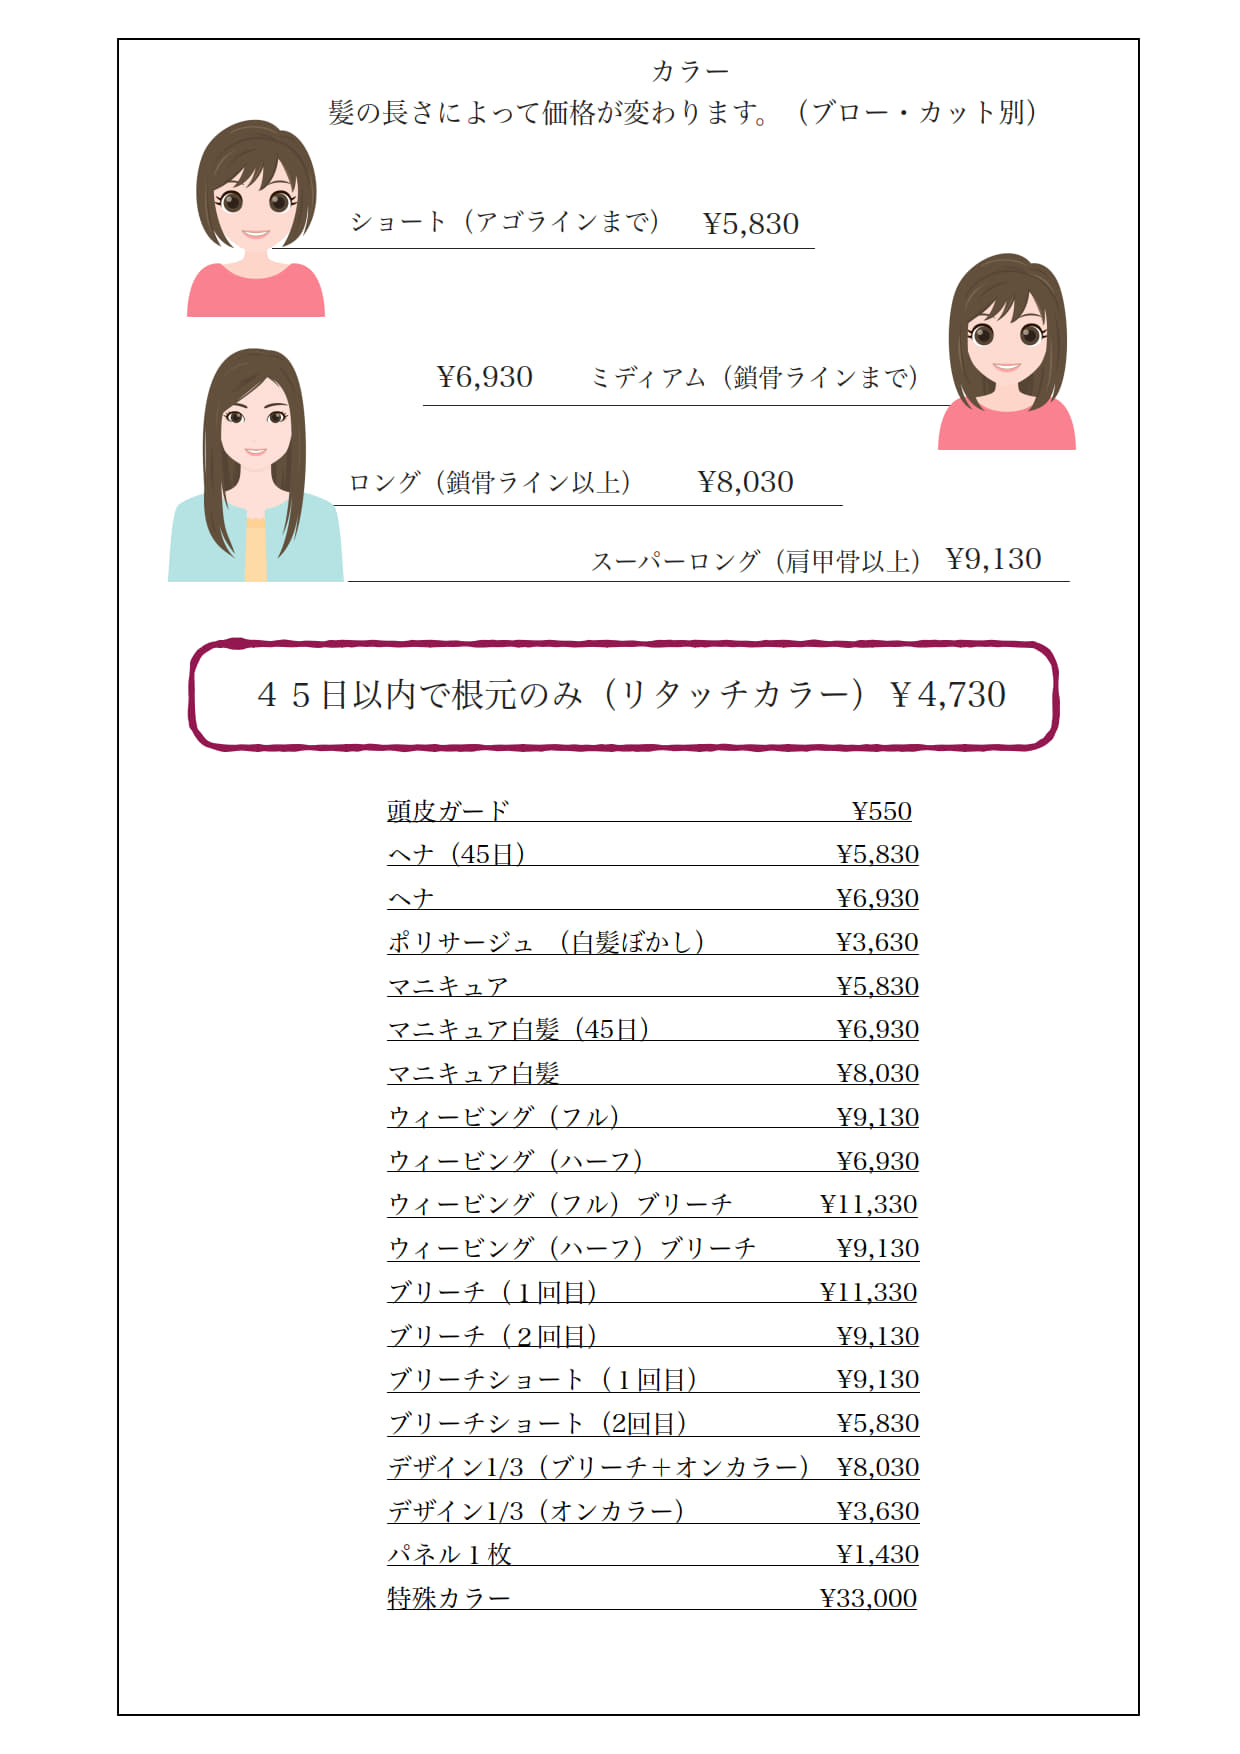 カラー
髪の長さによって価格が変わります。（ブロー・カット別）
ショート（アゴラインまで） ¥5,830
¥6,930 ミディアム（鎖骨ラインまで）
ロング（鎖骨ライン以上） ¥8,030
スーパーロング（肩甲骨以上） ¥9,130
４５日以内で根元のみ（リタッチカラー）￥4,730
頭皮ガード ¥550
ヘナ（45日） ¥5,830
ヘナ ¥6,930
ポリサージュ （白髪ぼかし） ¥3,630
マニキュア ¥5,830
マニキュア白髪（45日） ¥6,930
マニキュア白髪 ¥8,030
ウィービング（フル） ¥9,130
ウィービング（ハーフ） ¥6,930
ウィービング（フル）ブリーチ ¥11,330
ウィービング（ハーフ）ブリーチ ¥9,130
ブリーチ（１回目） ¥11,330
ブリーチ（２回目） ¥9,130
ブリーチショート（１回目） ¥9,130
ブリーチショート（2回目） ¥5,830
デザイン1/3（ブリーチ＋オンカラー） ¥8,030
デザイン1/3（オンカラー） ¥3,630
パネル１枚 ¥1,430
特殊カラー ¥33,000